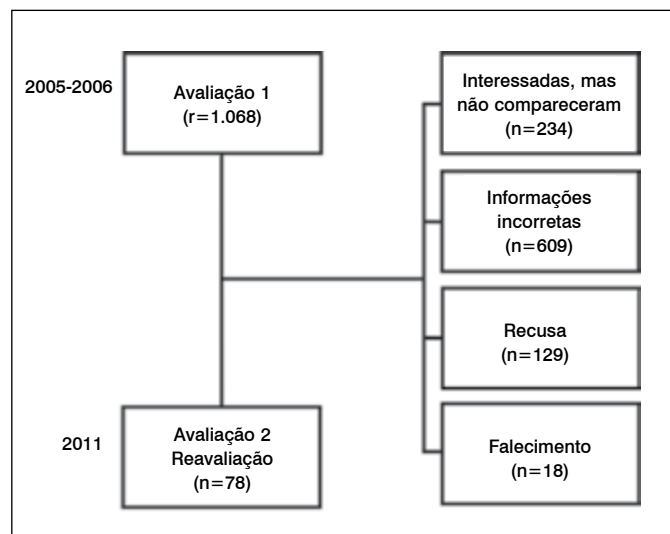 2005-2006
Avaliação 1
(r=1.068)
Interessadas, mas
não compareceram
(n=234)
Informações
incorretas
(n=609)
Recusa
(n=129)
2011
Avaliação 2
Reavaliação
(n=78)
Falecimento
(n=18)